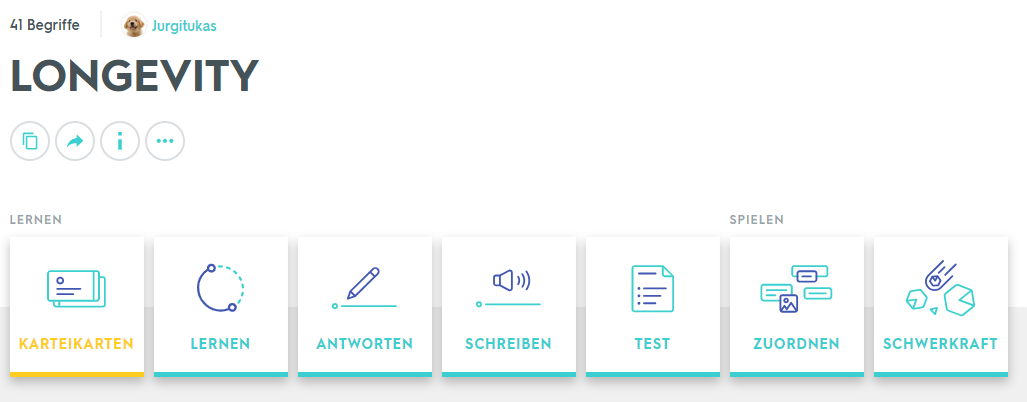 41 Begriffe Jurgitukas
LONGEVITY
LERNEN SPIELEN
KARTEIKARTEN LERNEN ANTWORTEN SCHREIBEN TEST ZUORDNEN SCHWERKRAFT